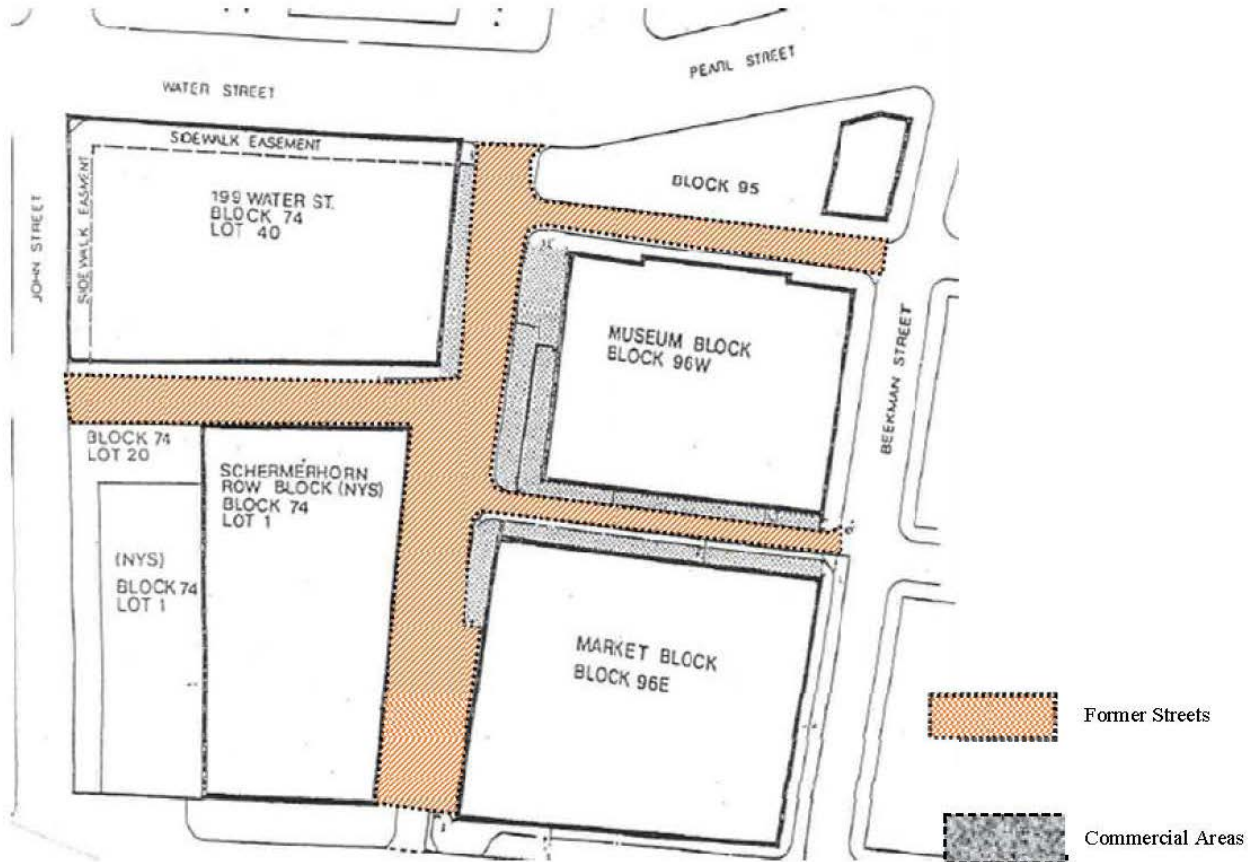 PEARL STREET
WATER STREET
SIDEWALK EASEMENT
SIDEWALK EASMENT
JOHN STREET
199 WATER ST.
BLOCK 74
LOT 40
BLOCK 95
MUSEUM BLOCK
BLOCK 96W
BEEKMAN STREET
BLOCK 74
LOT 20
SCHERMERHORN
ROW BLOCK (NYS)
BLOCK 74
LOT 1
(NYS)
BLOCK 74
LOT 1
MARKET BLOCK
BLOCK 96E
Former Streets
Commercial Areas